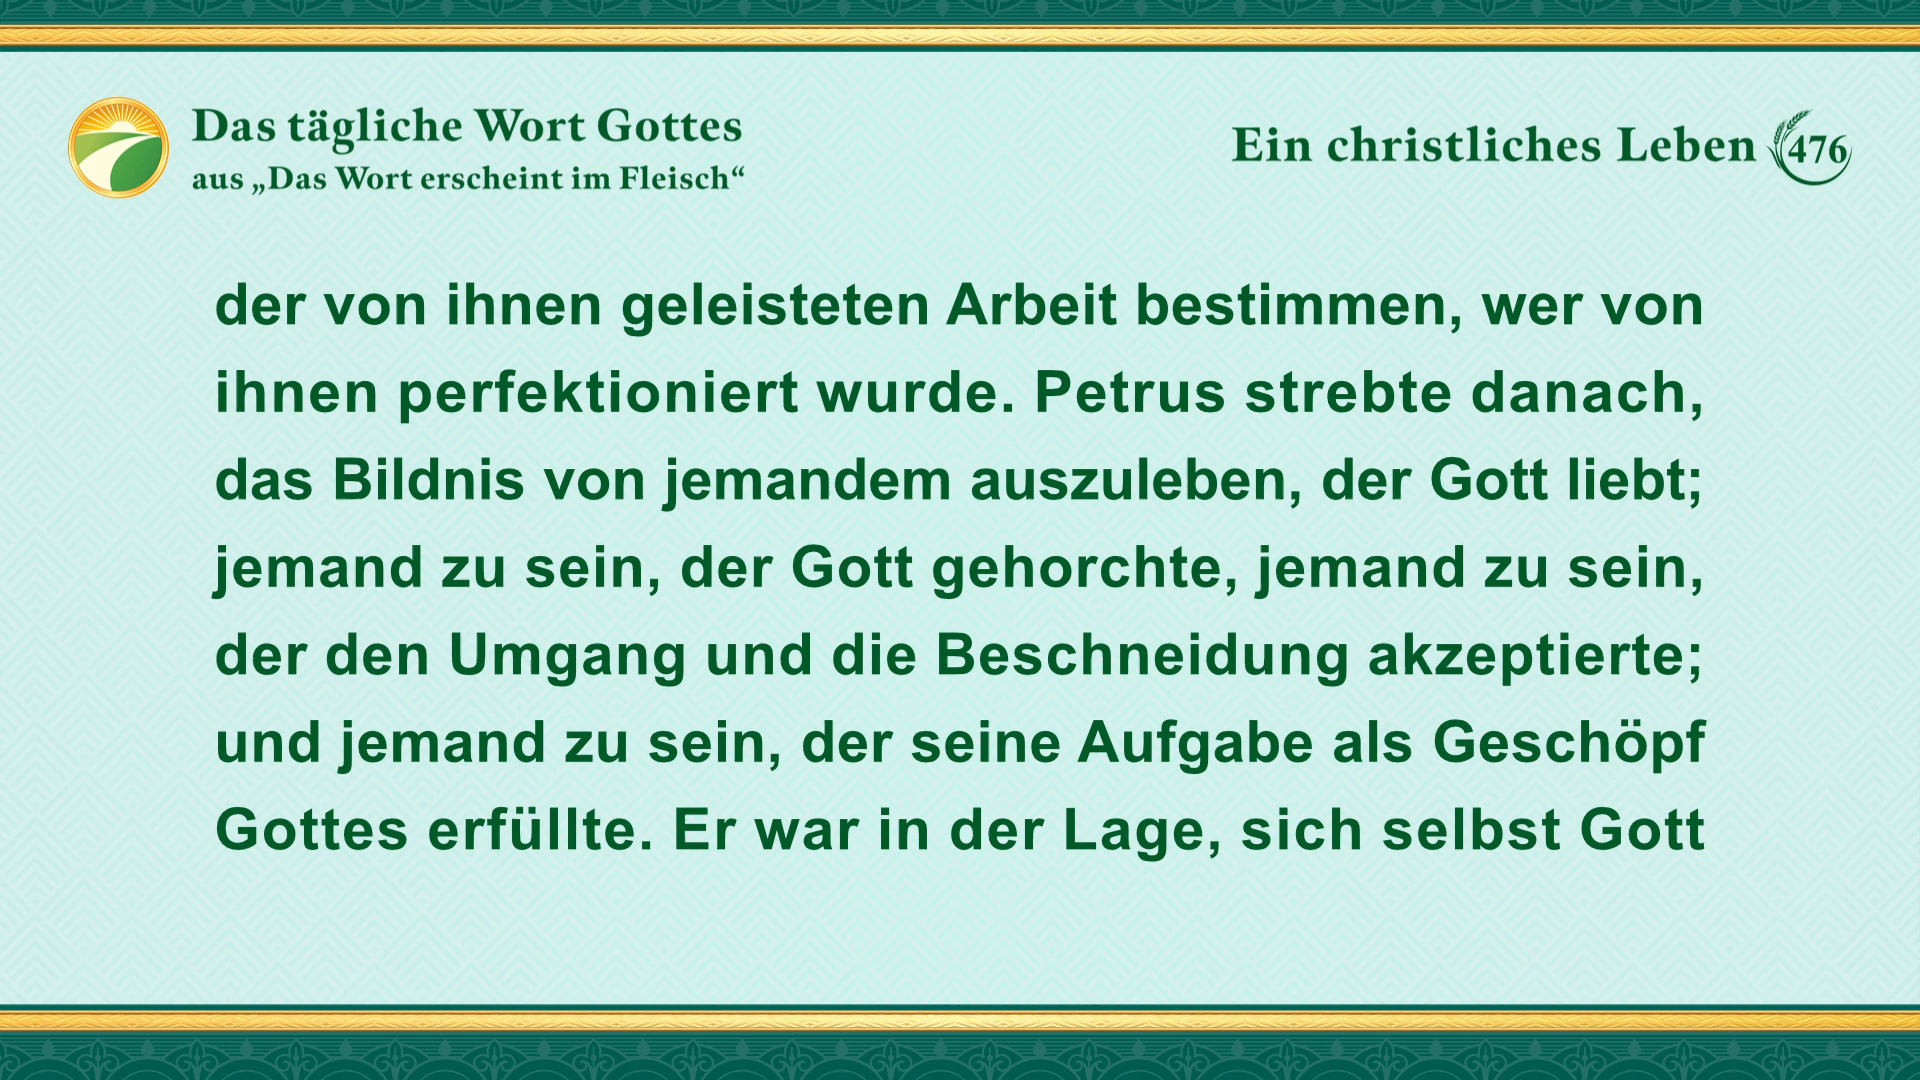 Das tägliche Wort Gottes
aus „Das Wort erscheint im Fleisch“
Ein christliches Leben 476
der von ihnen geleisteten Arbeit bestimmen, wer von
ihnen perfektioniert wurde. Petrus strebte danach,
das Bildnis von jemandem auszuleben, der Gott liebt;
jemand zu sein, der Gott gehorchte, jemand zu sein,
der den Umgang und die Beschneidung akzeptierte;
und jemand zu sein, der seine Aufgabe als Geschöpf
Gottes erfüllte. Er war in der Lage, sich selbst Gott